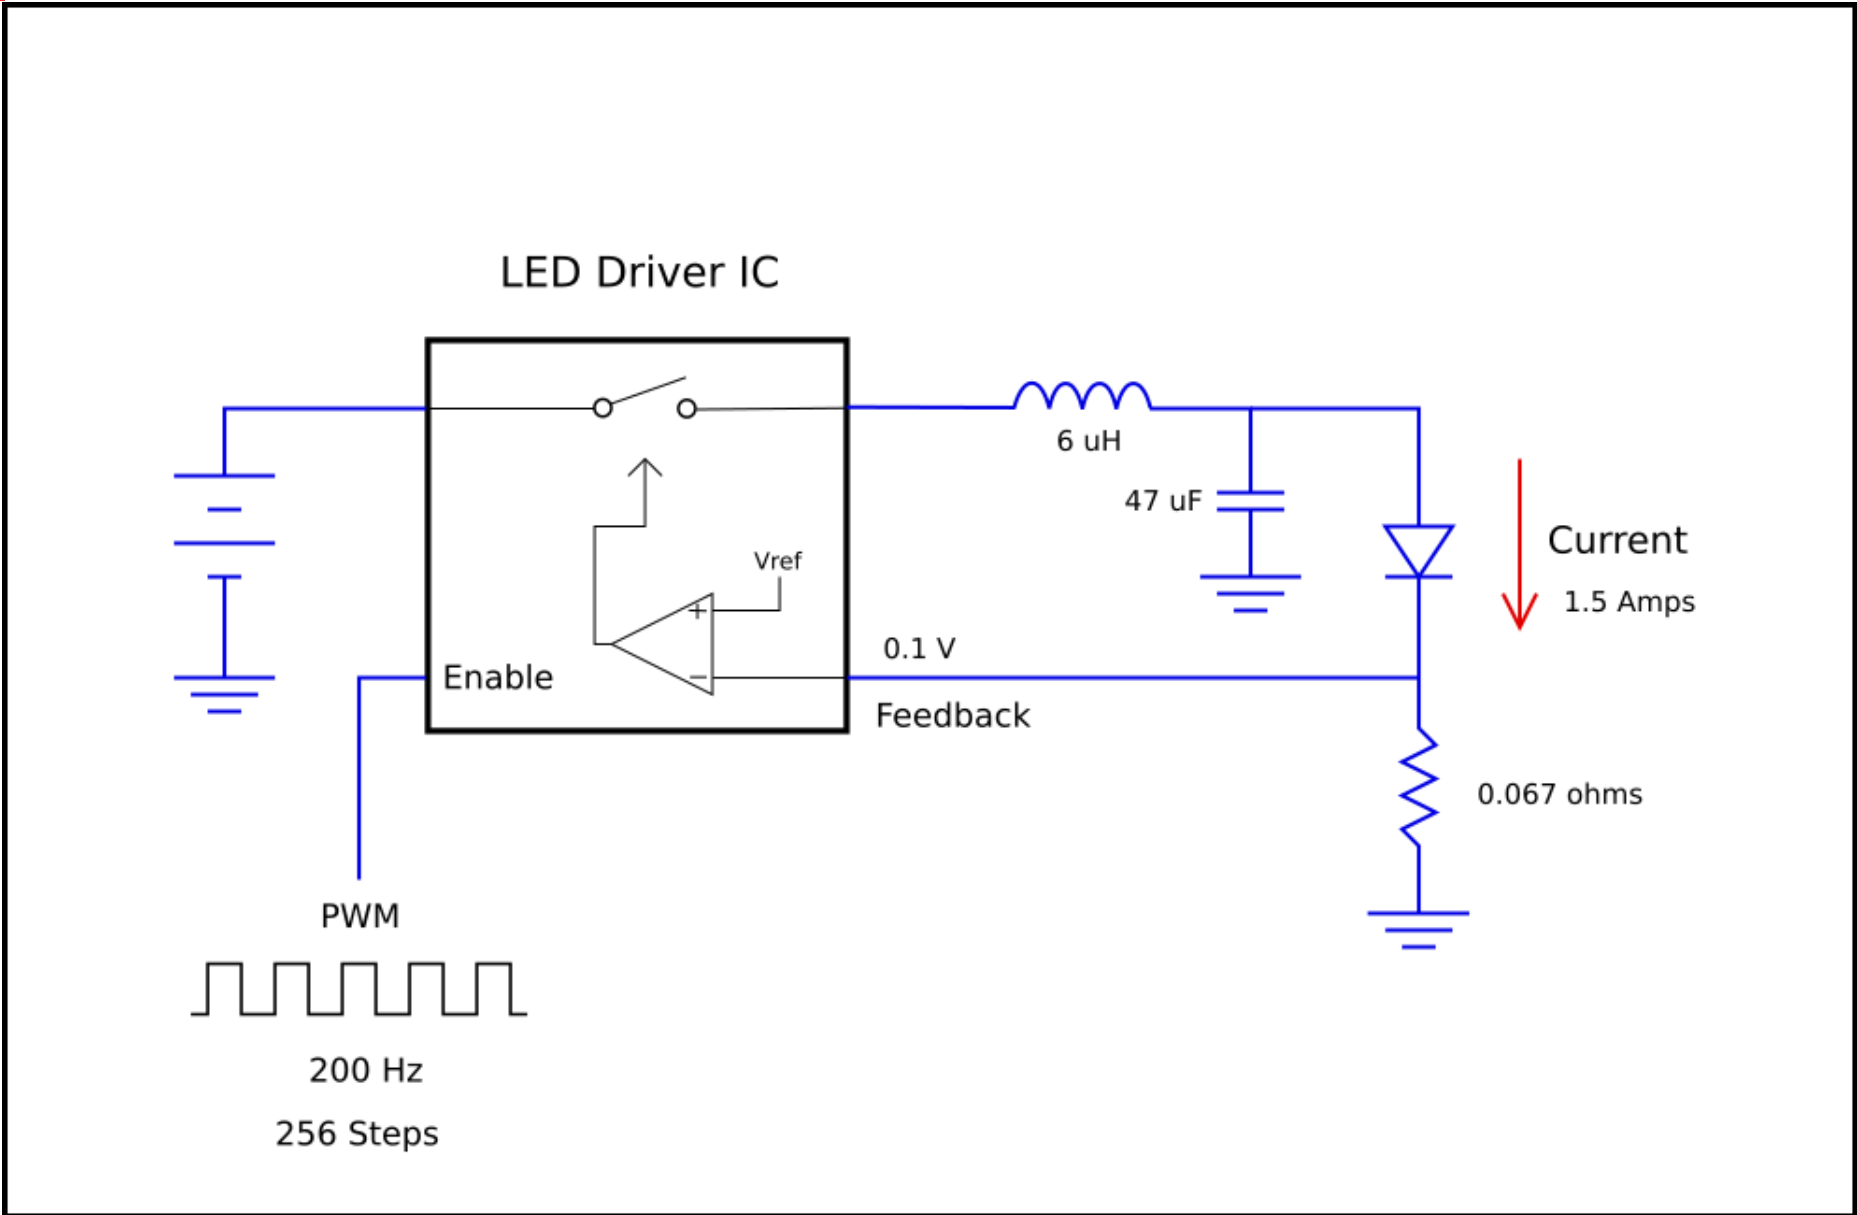 LED Driver IC
6 uH
47 uF
Vref
Current
1.5 Amps
+
0.1 V
−
Enable
Feedback
0.067 ohms
PWM
200 Hz
256 Steps